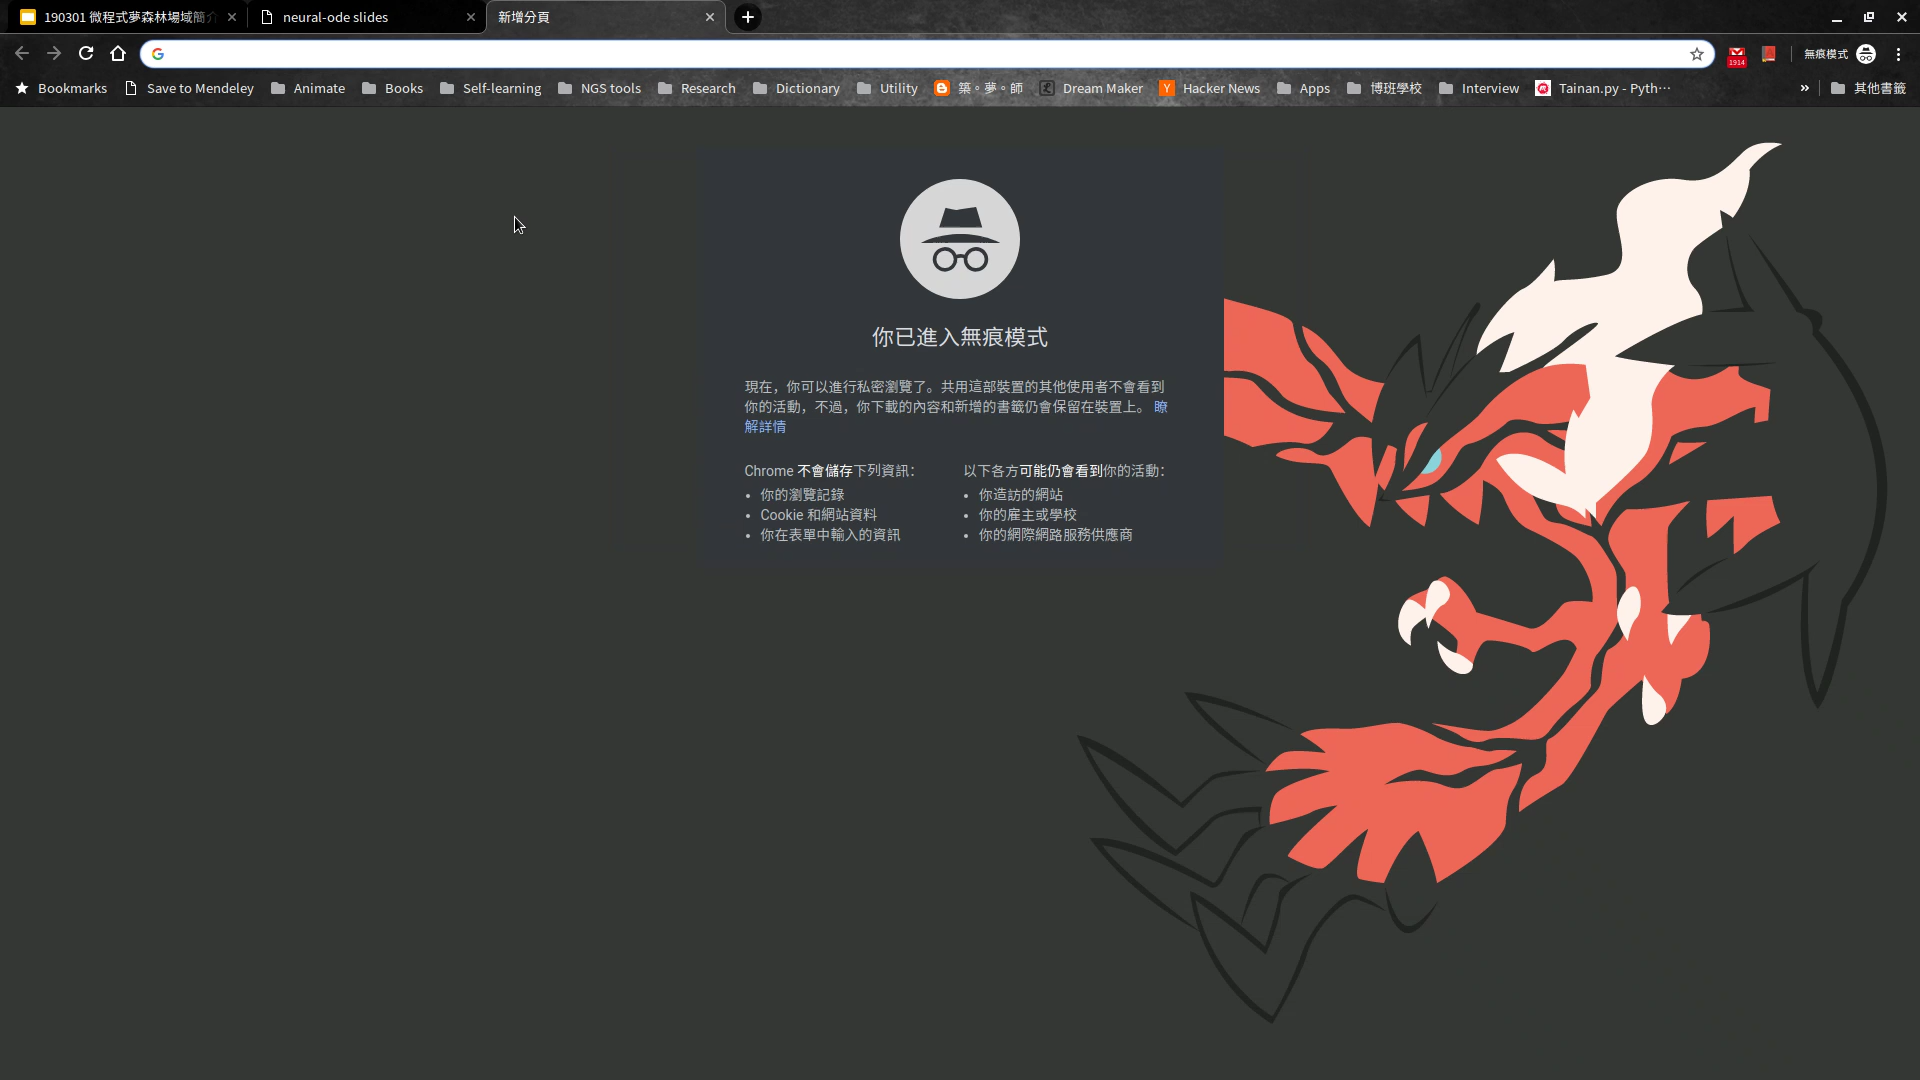 190301 微程式夢森林場域簡介
neural-ode slides
新增分頁
1914
無痕模式
Bookmarks
Save to Mendeley
Animate
Books
Self-learning
NGS tools
Research
Dictionary
Utility
築。夢。師
Dream Maker
Hacker News
Apps
博班學校
Interview
Tainan.py - Pyth…
其他書籤
你已進入無痕模式
現在，你可以進行私密瀏覽了。共用這部裝置的其他使用者不會看到
你的活動，不過，你下載的內容和新增的書籤仍會保留在裝置上。 瞭
解詳情
Chrome 不會儲存下列資訊：
• 你的瀏覽記錄
• Cookie 和網站資料
• 你在表單中輸入的資訊
以下各方可能仍會看到你的活動：
• 你造訪的網站
• 你的雇主或學校
• 你的網際網路服務供應商